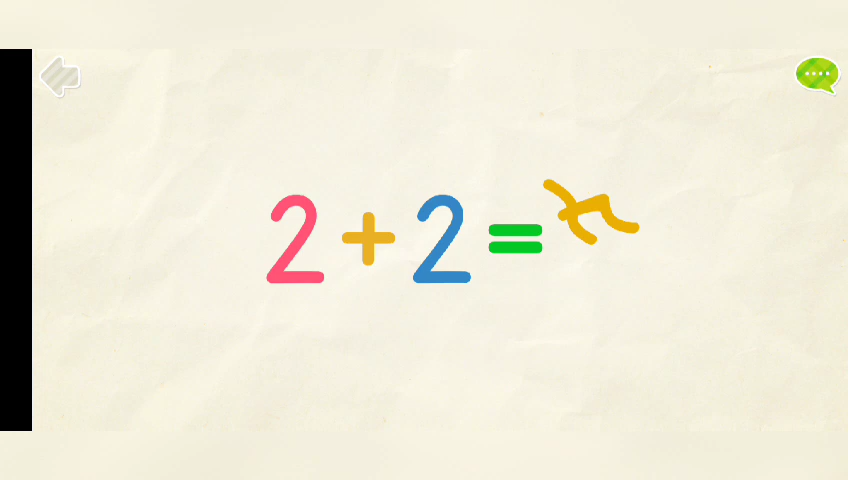 2 + 2 =